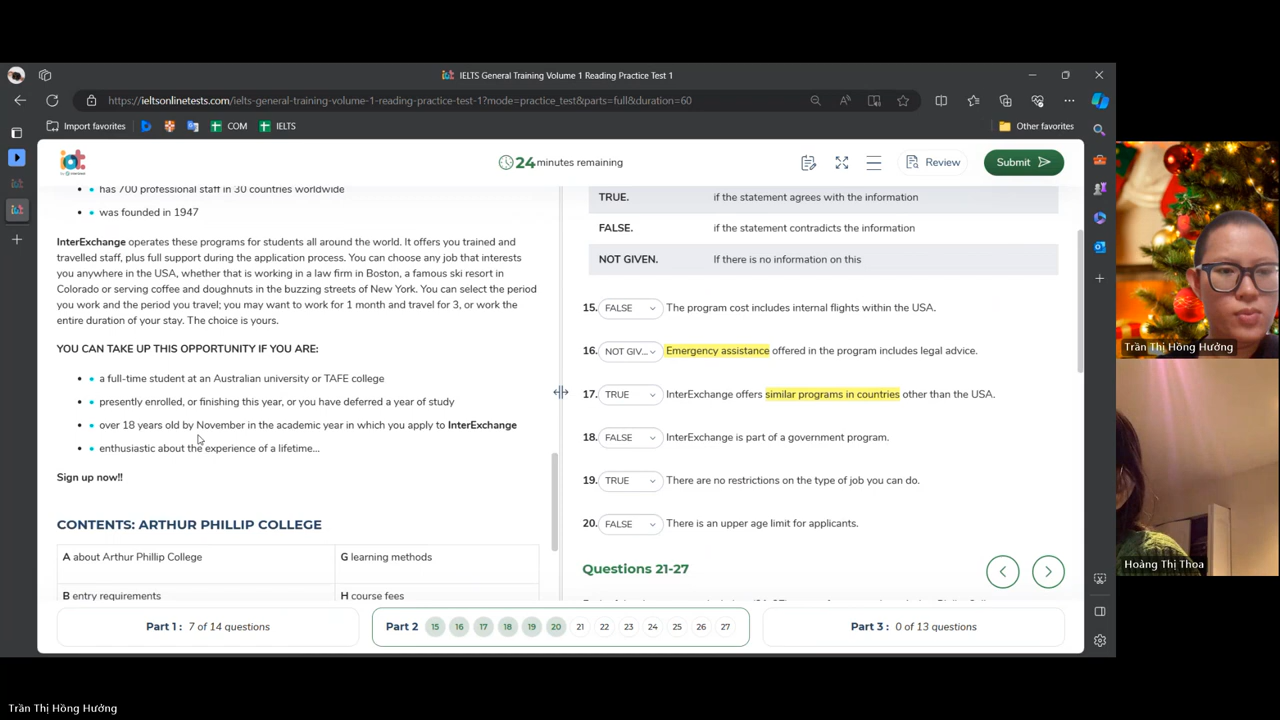 IELTS General Training Volume 1 Reading Practice Test 1
https://ieltsonlinetests.com/ielts-general-training-volume-1-reading-practice-test-1?mode=practice_test&parts=full&duration=60
Import favorites
COM
IELTS
Other favorites
iot
24 minutes remaining
Review
Submit
has 700 professional staff in 30 countries worldwide
was founded in 1947
InterExchange operates these programs for students all around the world. It offers you trained and
travelled staff, plus full support during the application process. You can choose any job that interests
you anywhere in the USA, whether that is working in a law firm in Boston, a famous ski resort in
Colorado or serving coffee and doughnuts in the buzzing streets of New York. You can select the period
you work and the period you travel; you may want to work for 1 month and travel for 3, or work the
entire duration of your stay. The choice is yours.
YOU CAN TAKE UP THIS OPPORTUNITY IF YOU ARE:
a full-time student at an Australian university or TAFE college
presently enrolled, or finishing this year, or you have deferred a year of study
over 18 years old by November in the academic year in which you apply to InterExchange
enthusiastic about the experience of a lifetime...
Sign up now!!
CONTENTS: ARTHUR PHILLIP COLLEGE
A about Arthur Phillip College
G learning methods
B entry requirements
H course fees
TRUE. if the statement agrees with the information
FALSE. if the statement contradicts the information
NOT GIVEN. If there is no information on this
15. FALSE The program cost includes internal flights within the USA.
16. NOT GIV... Emergency assistance offered in the program includes legal advice.
17. TRUE InterExchange offers similar programs in countries other than the USA.
18. FALSE InterExchange is part of a government program.
19. TRUE There are no restrictions on the type of job you can do.
20. FALSE There is an upper age limit for applicants.
Questions 21-27
Part 1 : 7 of 14 questions
Part 2 15 16 17 18 19 20 21 22 23 24 25 26 27
Part 3 : 0 of 13 questions
Trần Thị Hồng Hưởng
Hoàng Thị Thoa
Trần Thị Hồng Hưởng